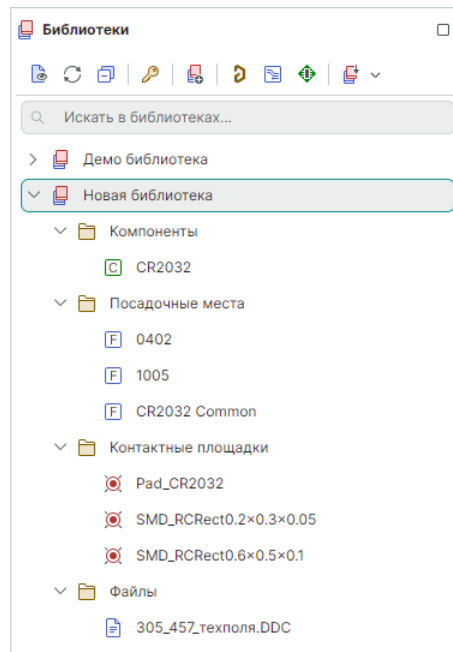 Библиотеки
Искать в библиотеках...
Демо библиотека
Новая библиотека
Компоненты
C CR2032
Посадочные места
F 0402
F 1005
F CR2032 Common
Контактные площадки
Pad_CR2032
SMD_RCRect0.2×0.3×0.05
SMD_RCRect0.6×0.5×0.1
Файлы
305_457_техполя.DDC